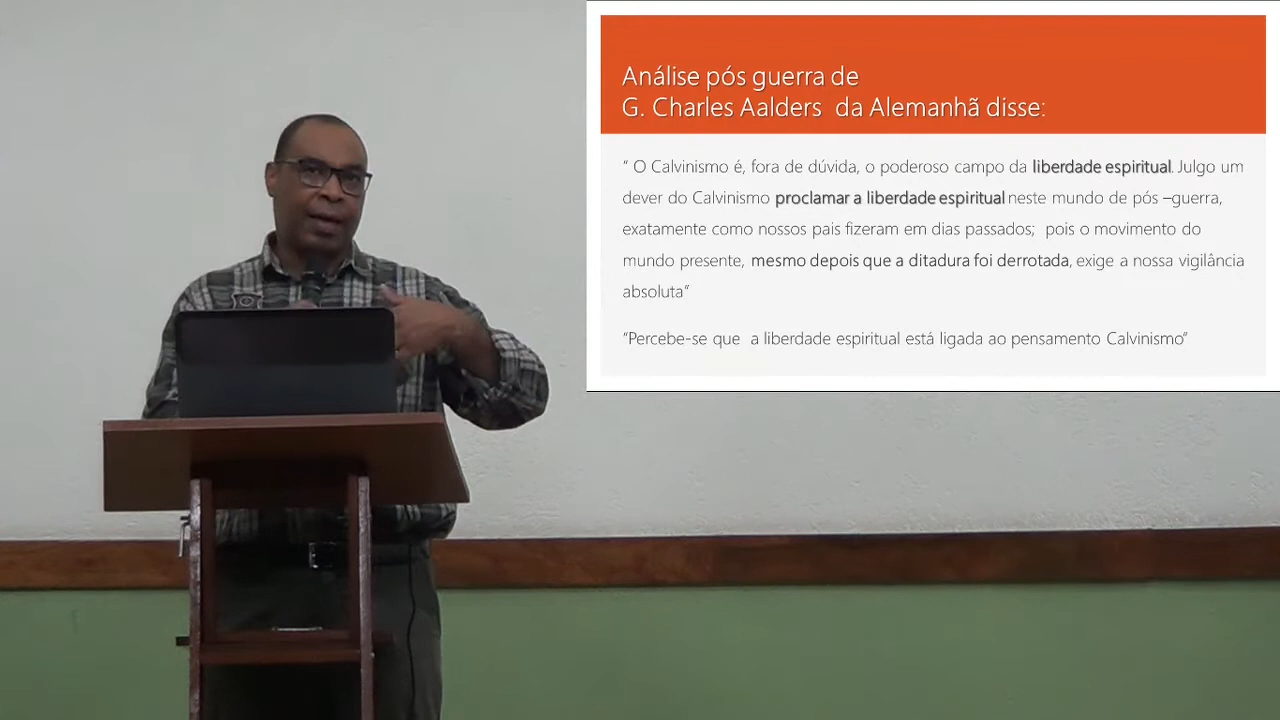 Análise pós guerra de
G. Charles Aalders da Alemanhã disse:
“ O Calvinismo é, fora de dúvida, o poderoso campo da liberdade espiritual. Julgo um
dever do Calvinismo proclamar a liberdade espiritual neste mundo de pós –guerra,
exatamente como nossos pais fizeram em dias passados; pois o movimento do
mundo presente, mesmo depois que a ditadura foi derrotada, exige a nossa vigilância
absoluta”
“Percebe-se que a liberdade espiritual está ligada ao pensamento Calvinismo”